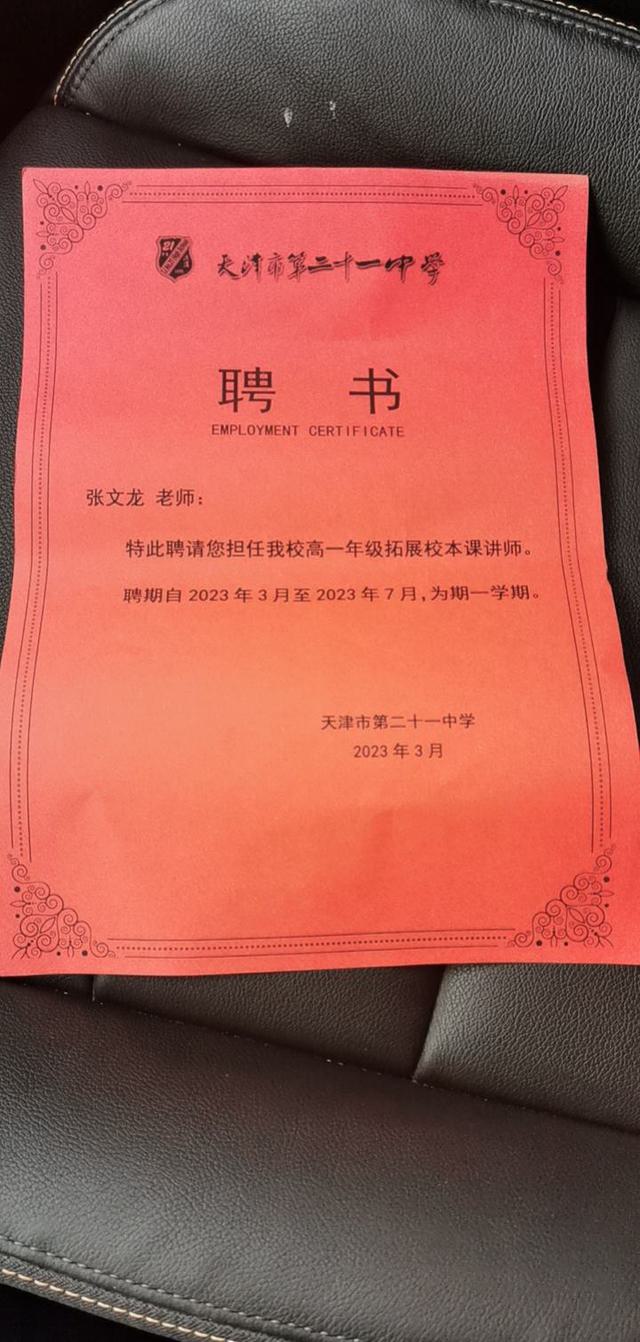 21
天津市第二十一中学
聘 书
EMPLOYMENT CERTIFICATE
张文龙 老师：
特此聘请您担任我校高一年级拓展校本课讲师。
聘期自 2023 年 3 月至 2023 年 7 月，为期一学期。
天津市第二十一中学
2023 年 3 月